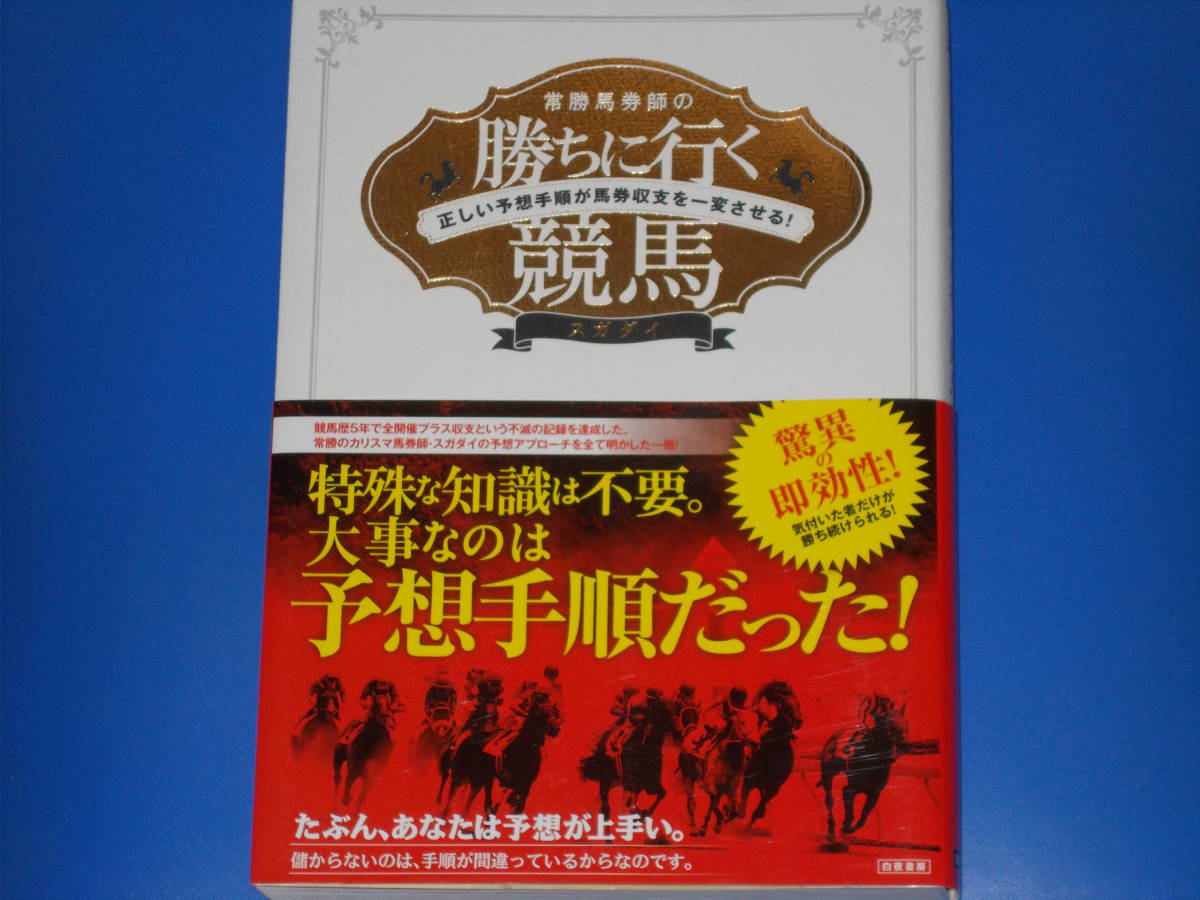 常勝馬券師の
勝ちに行く
正しい予想手順が馬券収支を一変させる!
競馬
スガダイ
競馬歴5年で全開催プラス収支という不滅の記録を達成した、
常勝のカリスマ馬券師・スガダイの予想アプローチを全て明かした一冊!
驚異
の
即効性!
気付いた者だけが
勝ち続けられる!
特殊な知識は不要。
大事なのは
予想手順だった!
たぶん、あなたは予想が上手い。
儲からないのは、手順が間違っているからなのです。
白夜書房